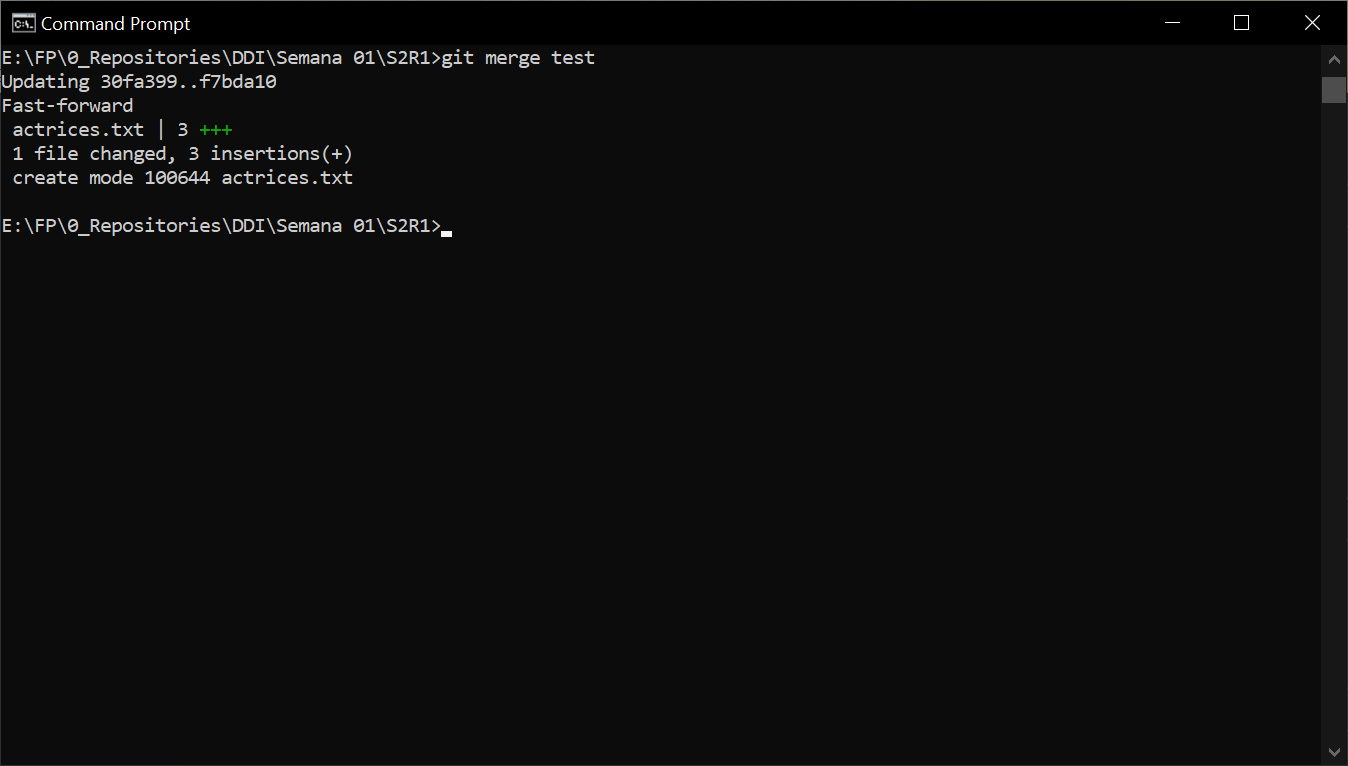 Command Prompt
E:\FP\0_Repositories\DDI\Semana 01\S2R1>git merge test
Updating 30fa399..f7bda10
Fast-forward
 actrices.txt | 3 +++
 1 file changed, 3 insertions(+)
 create mode 100644 actrices.txt
E:\FP\0_Repositories\DDI\Semana 01\S2R1>